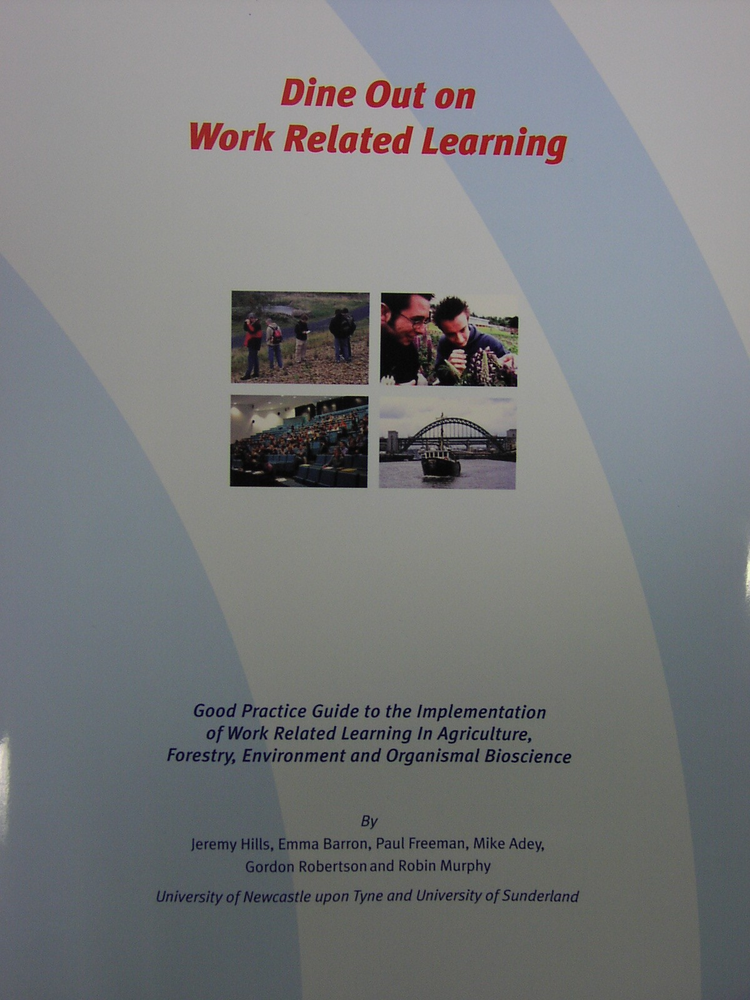 Dine Out on
Work Related Learning
Good Practice Guide to the Implementation
of Work Related Learning In Agriculture,
Forestry, Environment and Organismal Bioscience
By
Jeremy Hills, Emma Barron, Paul Freeman, Mike Adey,
Gordon Robertson and Robin Murphy
University of Newcastle upon Tyne and University of Sunderland